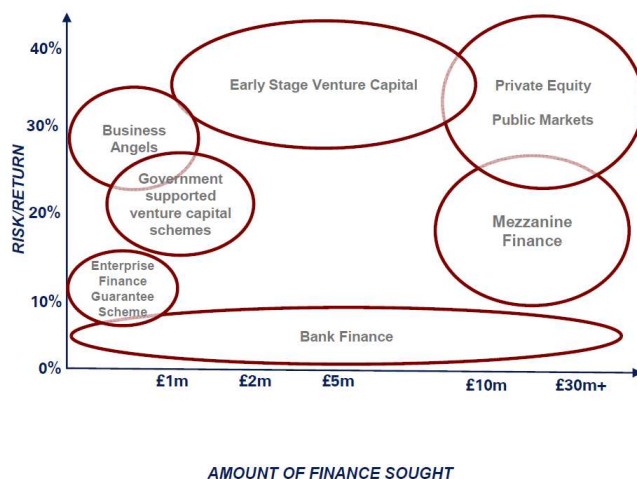 40%
Early Stage Venture Capital
Private Equity
Public Markets
30%
Business
Angels
Government
supported
venture capital
schemes
20%
Mezzanine
Finance
Enterprise
Finance
Guarantee
Scheme
10%
Bank Finance
0%
RISK/RETURN
£1m
£2m
£5m
£10m
£30m+
AMOUNT OF FINANCE SOUGHT